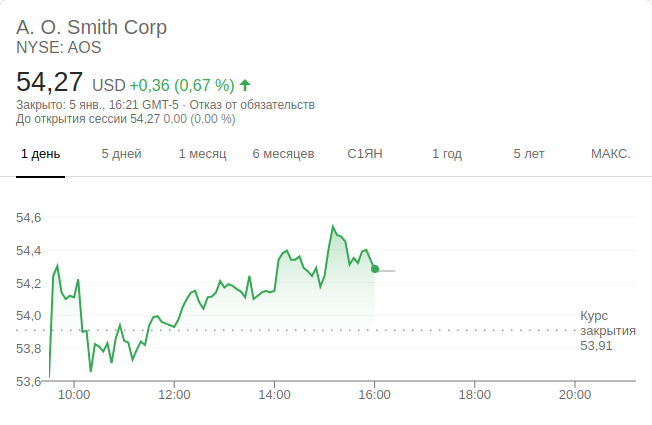 A. O. Smith Corp
NYSE: AOS
54,27 USD +0,36 (0,67 %)
Закрыто: 5 янв., 16:21 GMT-5 · Отказ от обязательств
До открытия сессии 54,27 0,00 (0,00 %)
1 день 5 дней 1 месяц 6 месяцев С1ЯН 1 год 5 лет МАКС.
54,6
54,4
54,2
54,0
53,8
53,6
Курс
закрытия
53,91
10:00 12:00 14:00 16:00 18:00 20:00